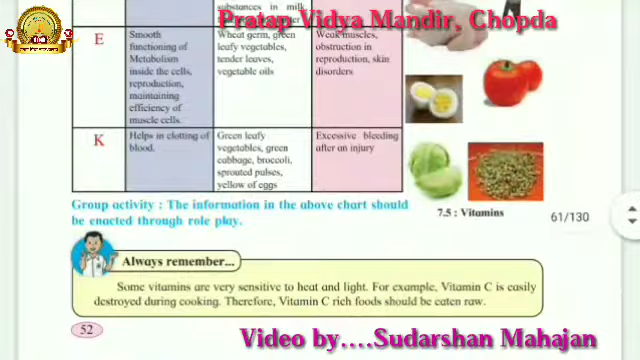 substances in milk
Pratap Vidya Mandir, Chopda
E
Smooth
functioning of
Metabolism
inside the cells,
reproduction,
maintaining
efficiency of
muscle cells.
Wheat germ, green
leafy vegetables,
tender leaves,
vegetable oils
Weak muscles,
obstruction in
reproduction, skin
disorders
K
Helps in clotting of
blood.
Green leafy
vegetables, green
cabbage, broccoli,
sprouted pulses,
yellow of eggs
Excessive bleeding
after an injury
Group activity : The information in the above chart should
be enacted through role play.
7.5 : Vitamins
61/130
Always remember...
Some vitamins are very sensitive to heat and light. For example, Vitamin C is easily
destroyed during cooking. Therefore, Vitamin C rich foods should be eaten raw.
52
Video by....Sudarshan Mahajan